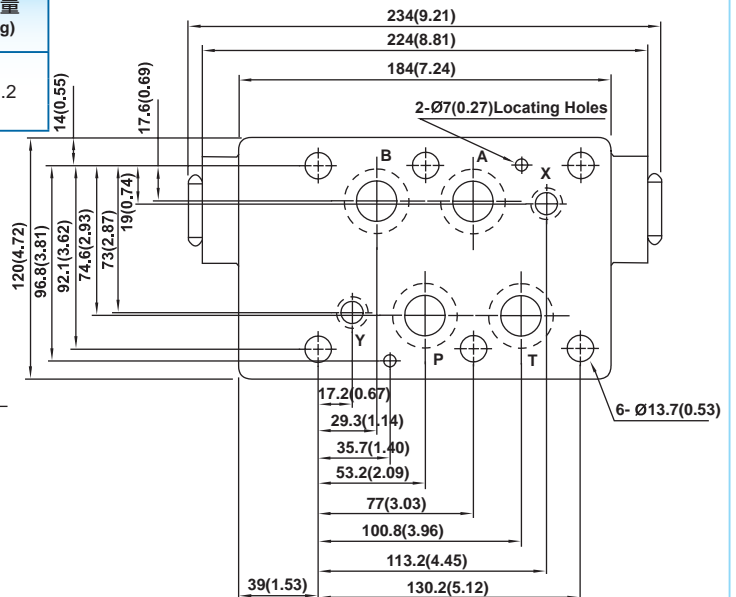 量
g)
.2
234(9.21)
224(8.81)
184(7.24)
2-Ø7(0.27)Locating Holes
14(0.55)
17.6(0.69)
B
A
X
120(4.72)
96.8(3.81)
92.1(3.62)
74.6(2.93)
73(2.87)
19(0.74)
Y
P
T
17.2(0.67)
29.3(1.14)
35.7(1.40)
53.2(2.09)
77(3.03)
100.8(3.96)
113.2(4.45)
39(1.53)
130.2(5.12)
6- Ø13.7(0.53)